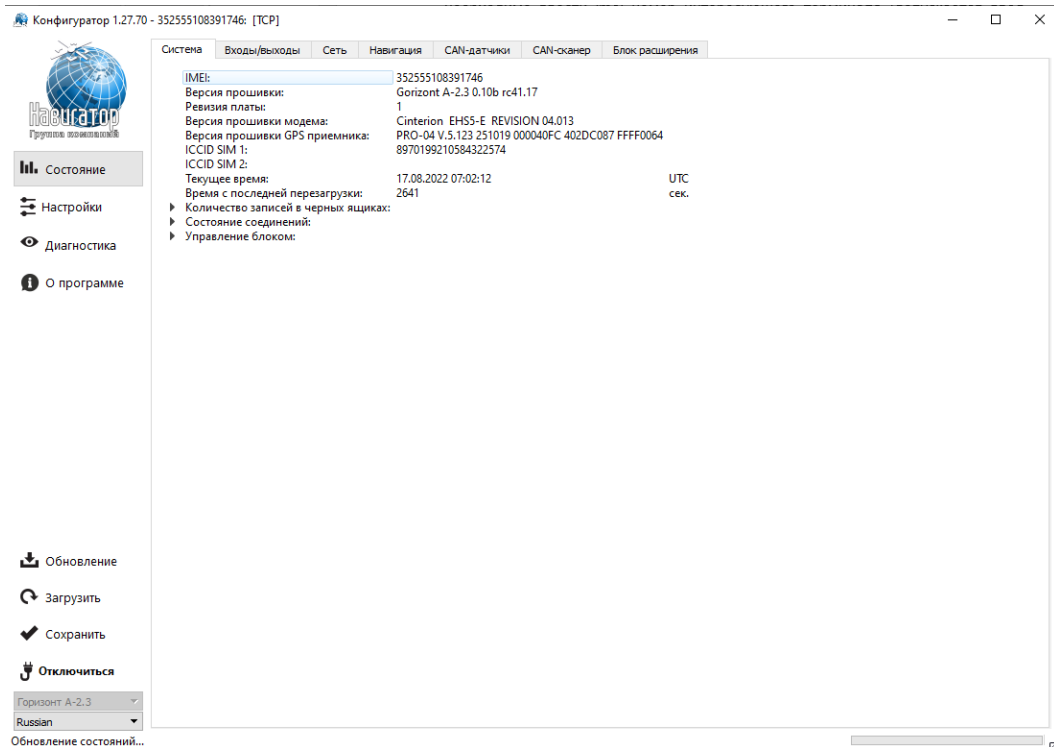 Конфигуратор 1.27.70 - 352555108391746: [TCP]
Навигатор
Группа компаний
Состояние
Настройки
Диагностика
О программе
Обновление
Загрузить
Сохранить
Отключиться
Горизонт A-2.3
Russian
Обновление состояний...
Система Входы/выходы Сеть Навигация CAN-датчики CAN-сканер Блок расширения
IMEI: 352555108391746
Версия прошивки: Gorizont A-2.3 0.10b rc41.17
Ревизия платы: 1
Версия прошивки модема: Cinterion EHS5-E REVISION 04.013
Версия прошивки GPS приемника: PRO-04 V.5.123 251019 000040FC 402DC087 FFFF0064
ICCID SIM 1: 8970199210584322574
ICCID SIM 2:
Текущее время: 17.08.2022 07:02:12 UTC
Время с последней перезагрузки: 2641 сек.
Количество записей в черных ящиках:
Состояние соединений:
Управление блоком: